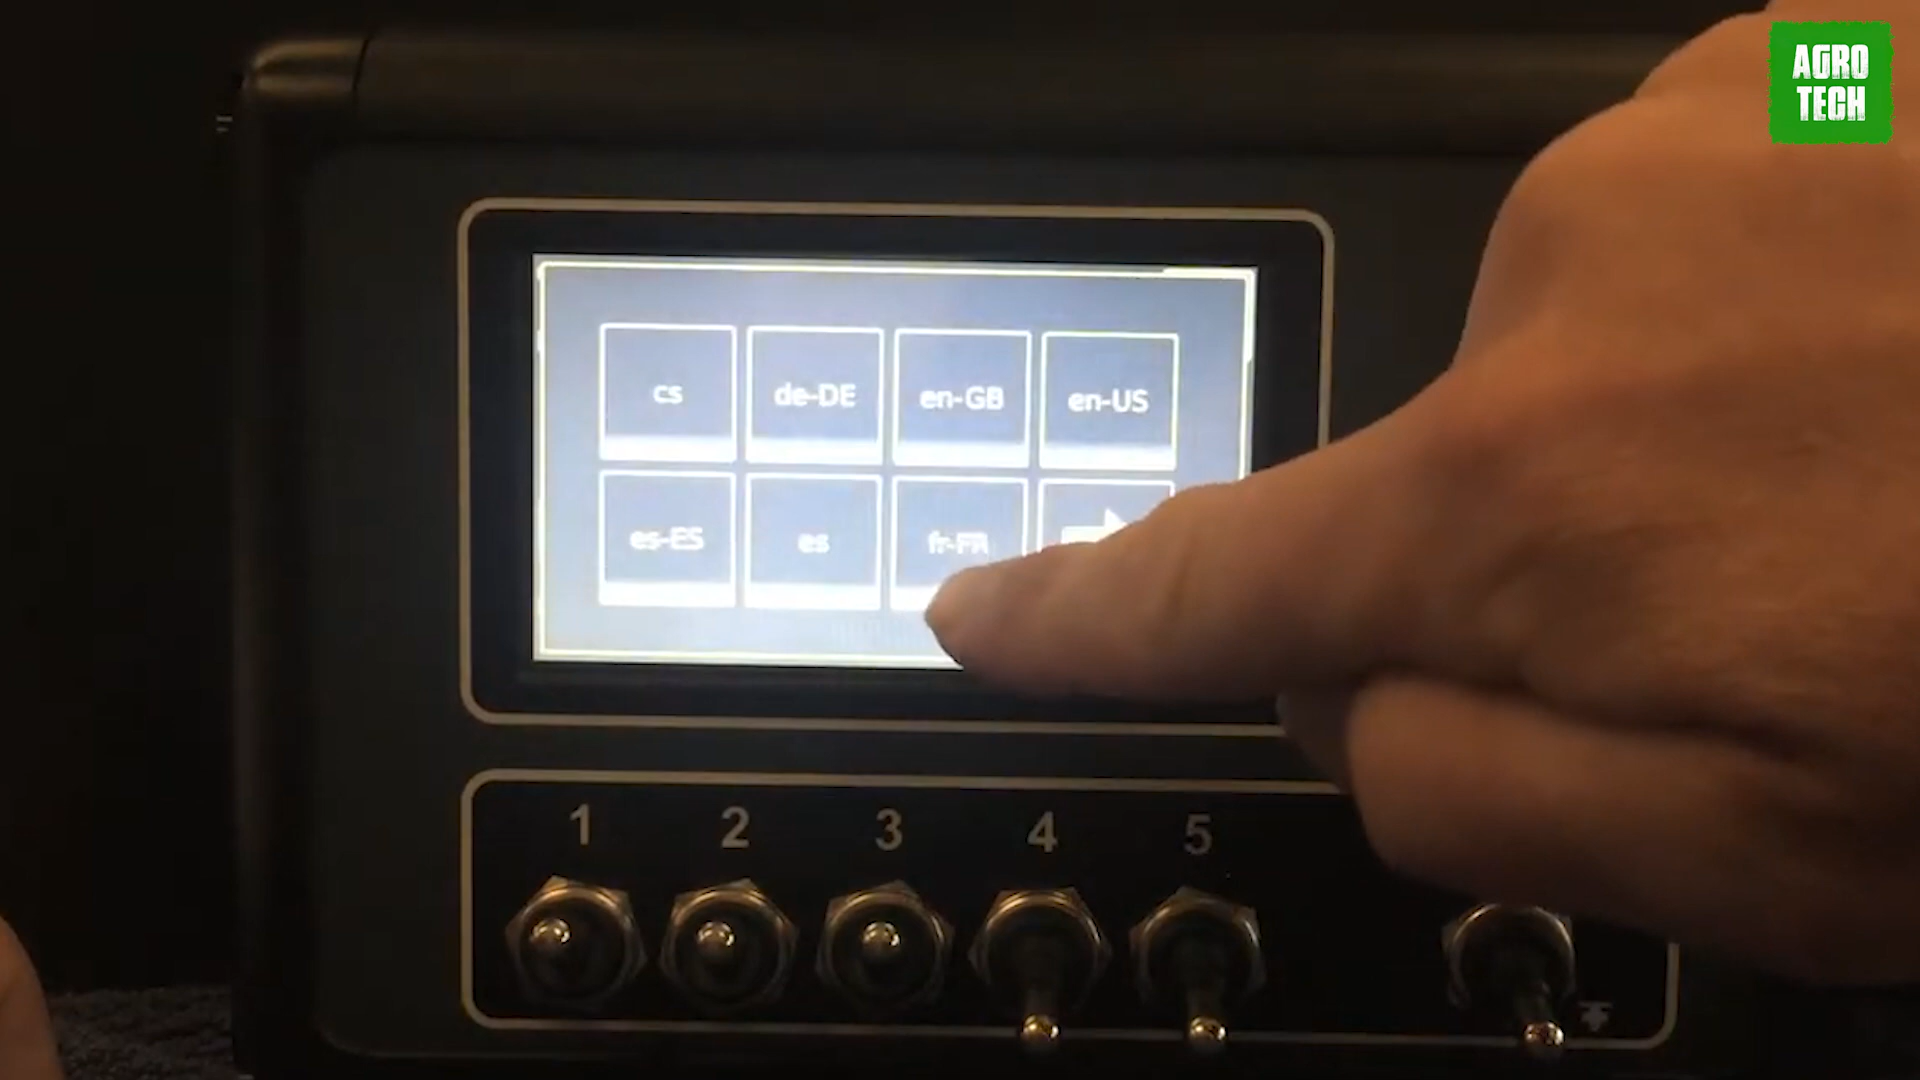 AGRO
TECH
cs
de-DE
en-GB
en-US
es-ES
es
fr-FR
1
2
3
4
5